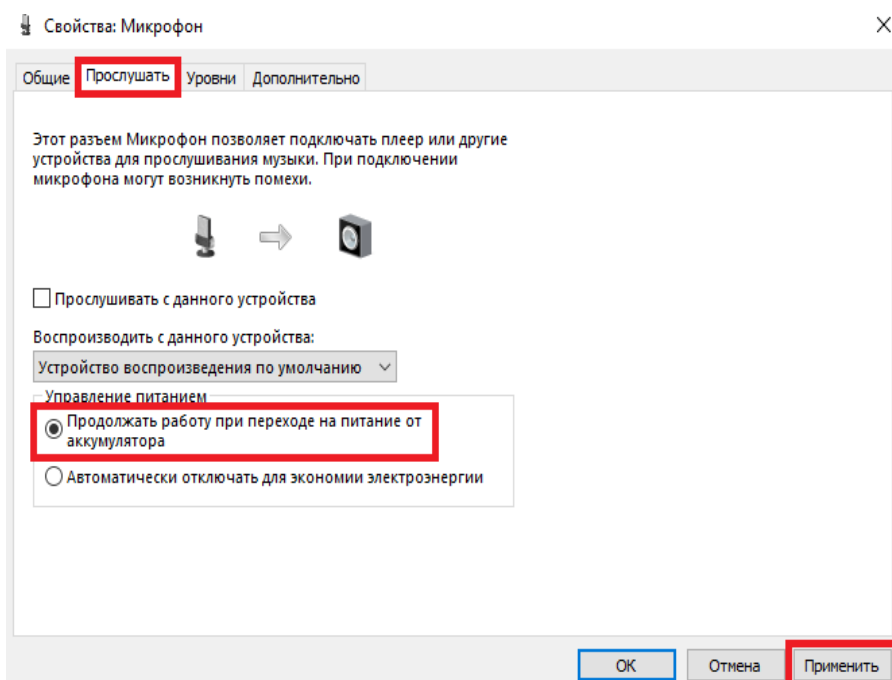 Свойства: Микрофон
Общие Прослушать Уровни Дополнительно
Этот разъем Микрофон позволяет подключать плеер или другие
устройства для прослушивания музыки. При подключении
микрофона могут возникнуть помехи.
Прослушивать с данного устройства
Воспроизводить с данного устройства:
Устройство воспроизведения по умолчанию
Управление питанием
Продолжать работу при переходе на питание от
аккумулятора
Автоматически отключать для экономии электроэнергии
ОК Отмена Применить